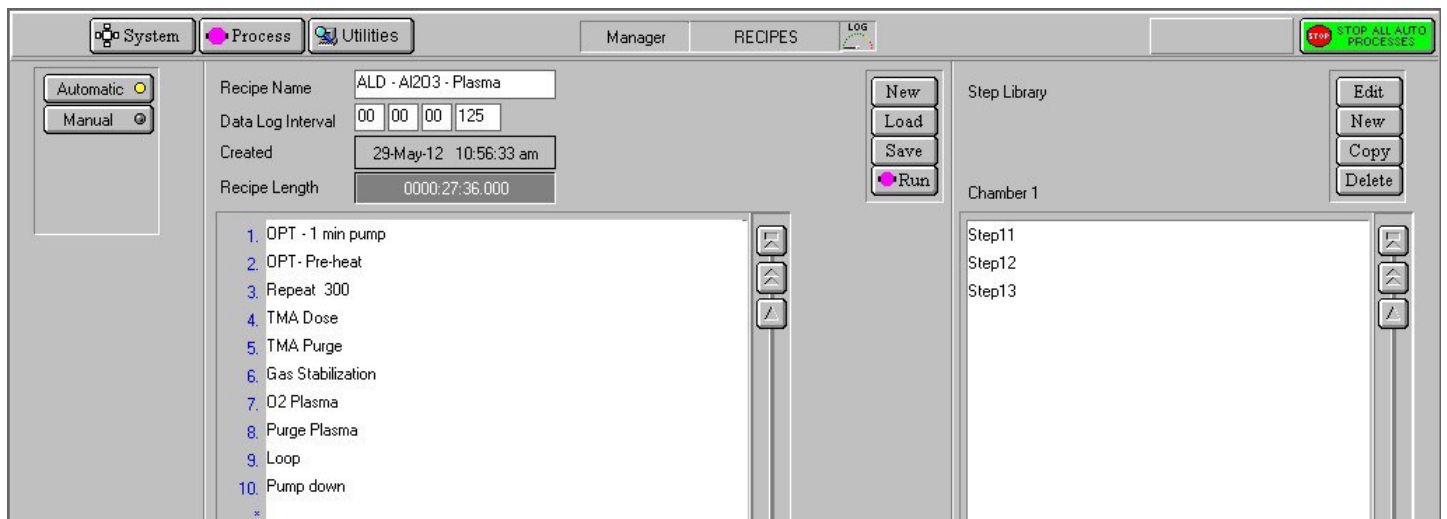 System Process Utilities Manager RECIPES LOG STOP STOP ALL AUTO PROCESSES
Automatic
Manual
Recipe Name ALD - Al2O3 - Plasma
Data Log Interval 00 00 00 125
Created 29-May-12 10:56:33 am
Recipe Length 0000:27:36.000
New
Load
Save
Run
1. OPT - 1 min pump
2. OPT- Pre-heat
3. Repeat 300
4. TMA Dose
5. TMA Purge
6. Gas Stabilization
7. O2 Plasma
8. Purge Plasma
9. Loop
10. Pump down
*
Step Library
Edit
New
Copy
Delete
Chamber 1
Step11
Step12
Step13